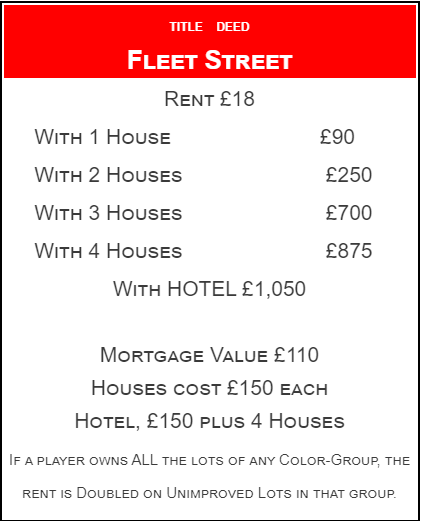 TITLE DEED
FLEET STREET
RENT £18
WITH 1 HOUSE £90
WITH 2 HOUSES £250
WITH 3 HOUSES £700
WITH 4 HOUSES £875
WITH HOTEL £1,050
MORTGAGE VALUE £110
HOUSES COST £150 EACH
HOTEL, £150 PLUS 4 HOUSES
IF A PLAYER OWNS ALL THE LOTS OF ANY COLOR-GROUP, THE
RENT IS DOUBLED ON UNIMPROVED LOTS IN THAT GROUP.